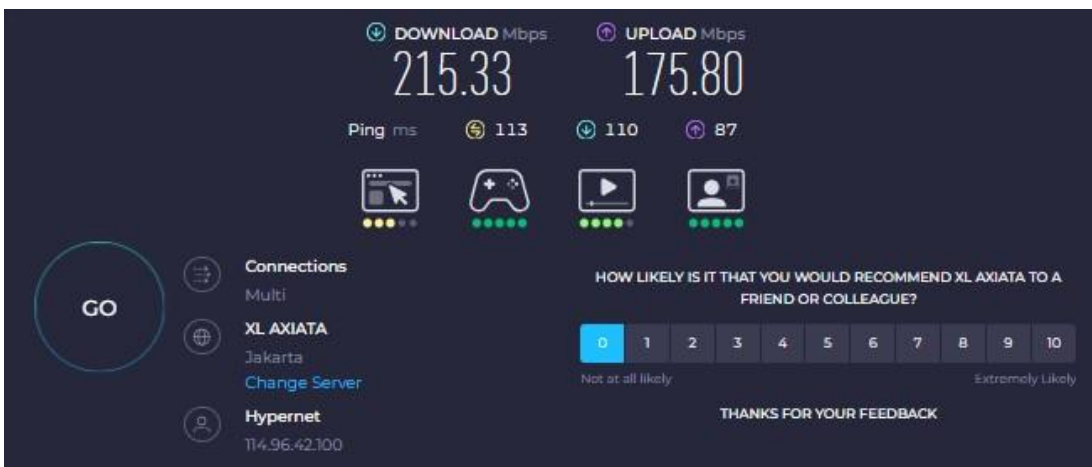 DOWNLOAD Mbps
UPLOAD Mbps
215.33
175.80
Ping ms
113
110
87
GO
Connections
Multi
XL AXIATA
Jakarta
Change Server
Hypernet
114.96.42.100
HOW LIKELY IS IT THAT YOU WOULD RECOMMEND XL AXIATA TO A
FRIEND OR COLLEAGUE?
0 1 2 3 4 5 6 7 8 9 10
Not at all likely
Extremely Likely
THANKS FOR YOUR FEEDBACK